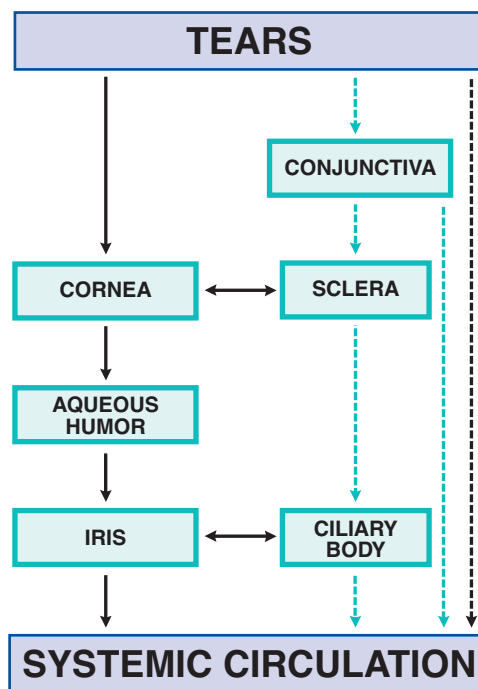 TEARS
CONJUNCTIVA
CORNEA
SCLERA
AQUEOUS
HUMOR
IRIS
CILIARY
BODY
SYSTEMIC CIRCULATION